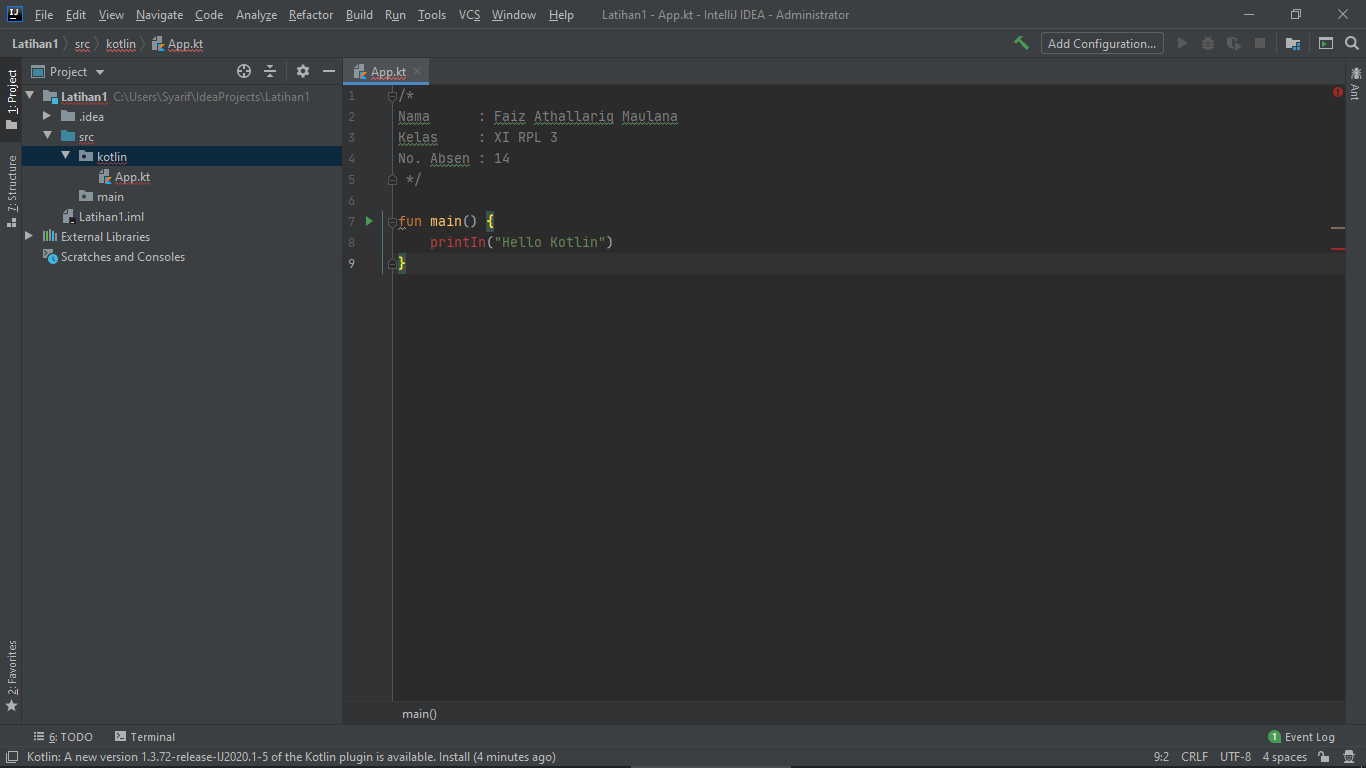 IJ File Edit View Navigate Code Analyze Refactor Build Run Tools VCS Window Help Latihan1 - App.kt - IntelliJ IDEA - Administrator
Latihan1 src kotlin App.kt Add Configuration...
1: Project
7: Structure
2: Favorites
Project
Latihan1 C:\Users\Syarif\IdeaProjects\Latihan1
.idea
src
kotlin
App.kt
main
Latihan1.iml
External Libraries
Scratches and Consoles
App.kt
1 /*
2 Nama : Faiz Athallariq Maulana
3 Kelas : XI RPL 3
4 No. Absen : 14
5 */
6
7 fun main() {
8 printIn("Hello Kotlin")
9 }
Ant
main()
6: TODO Terminal 1 Event Log
Kotlin: A new version 1.3.72-release-IJ2020.1-5 of the Kotlin plugin is available. Install (4 minutes ago) 9:2 CRLF UTF-8 4 spaces